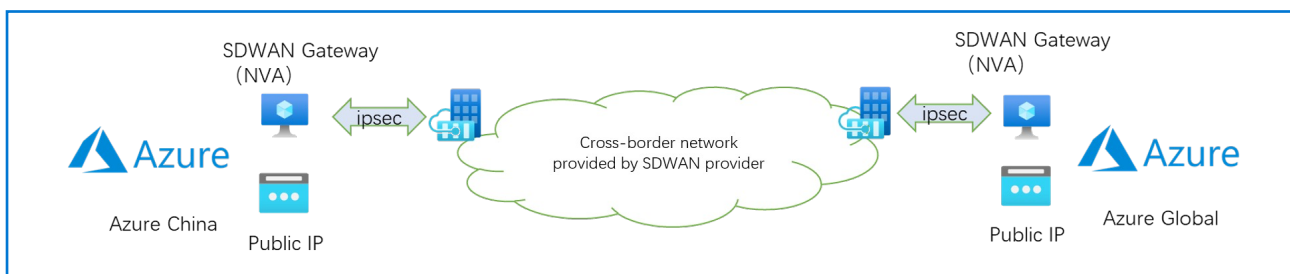 SDWAN Gateway
（NVA）
ipsec
Azure
Azure China
Public IP
Cross-border network
provided by SDWAN provider
SDWAN Gateway
（NVA）
ipsec
Azure
Public IP
Azure Global